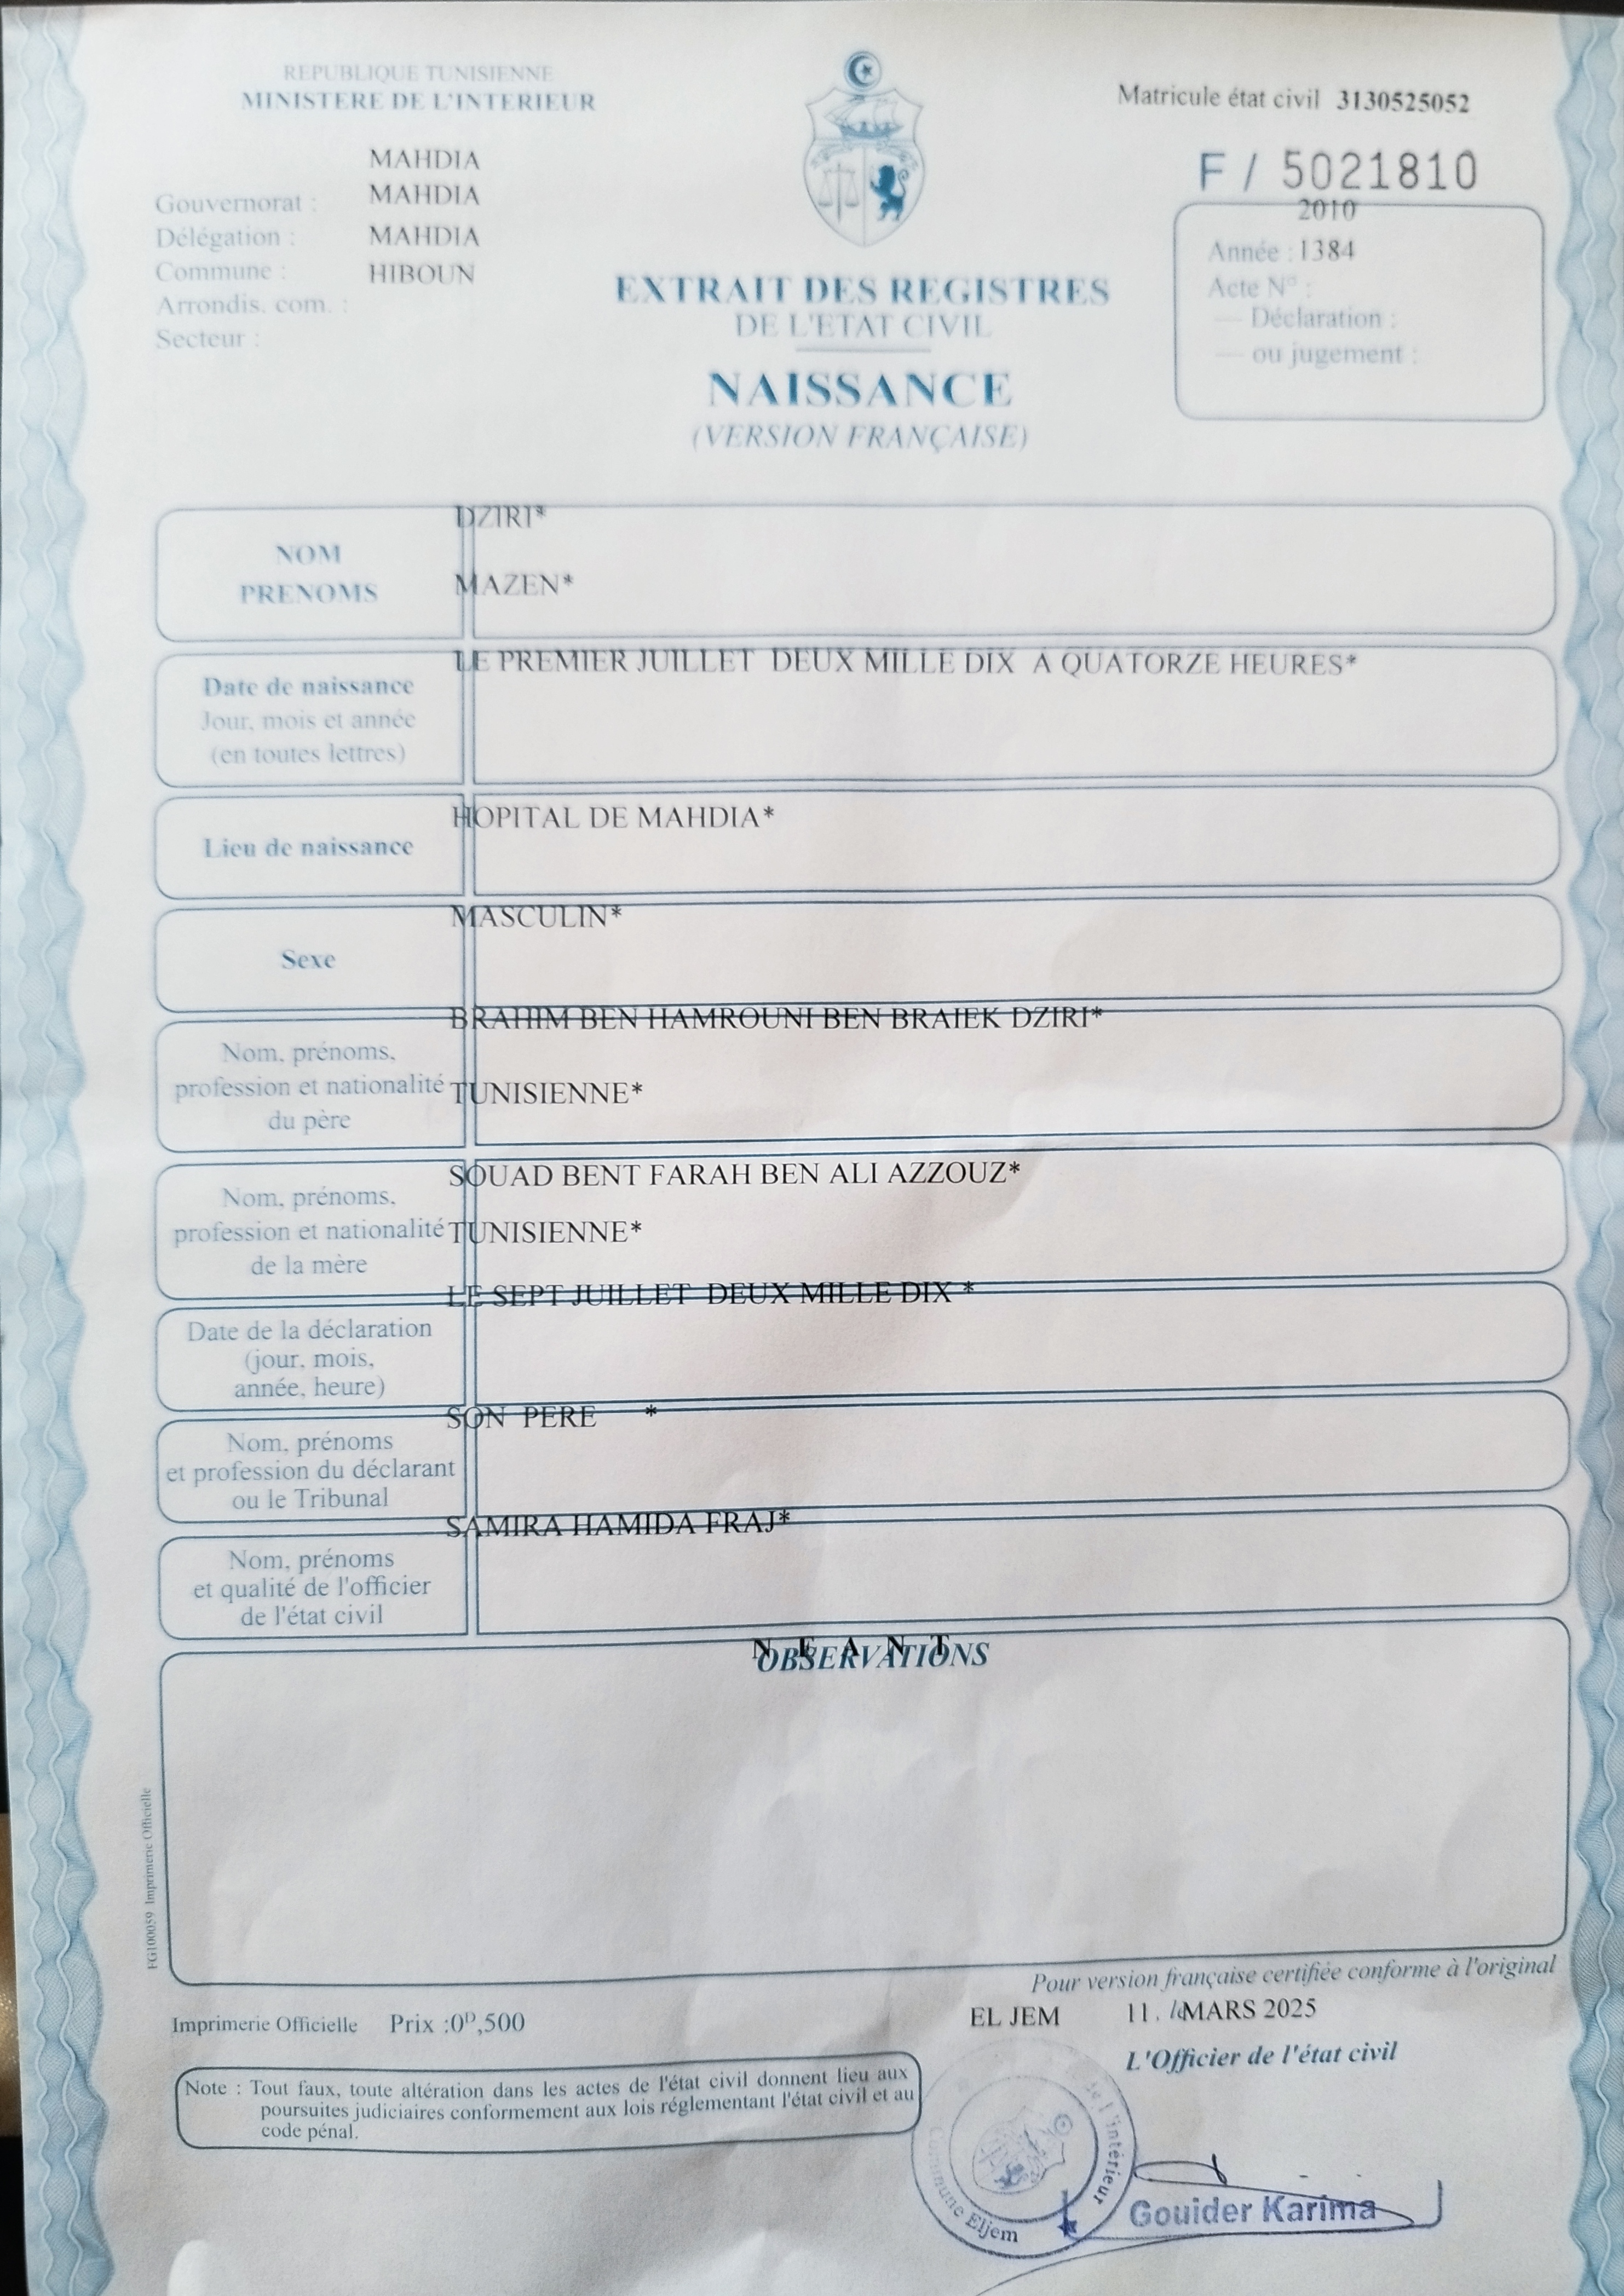 REPUBLIQUE TUNISIENNE
MINISTERE DE L'INTERIEUR
MAHDIA
Gouvernorat : MAHDIA
Délégation : MAHDIA
Commune : HIBOUN
Arrondis. com. :
Secteur :
Matricule état civil 3130525052
F / 5021810
2010
Année : 1384
Acte N° :
— Déclaration :
— ou jugement :
EXTRAIT DES REGISTRES
DE L'ETAT CIVIL
NAISSANCE
(VERSION FRANÇAISE)
DZIRI*
NOM
MAZEN*
PRENOMS
LE PREMIER JUILLET DEUX MILLE DIX A QUATORZE HEURES*
Date de naissance
Jour, mois et année
(en toutes lettres)
HOPITAL DE MAHDIA*
Lieu de naissance
MASCULIN*
Sexe
BRAHIM BEN HAMROUNI BEN BRAIEK DZIRI*
Nom, prénoms,
profession et nationalité TUNISIENNE*
du père
SOUAD BENT FARAH BEN ALI AZZOUZ*
Nom, prénoms,
profession et nationalité TUNISIENNE*
de la mère
LE SEPT JUILLET DEUX MILLE DIX *
Date de la déclaration
(jour, mois,
année, heure)
SON PERE *
Nom, prénoms
et profession du déclarant
ou le Tribunal
SAMIRA HAMIDA FRAJ*
Nom, prénoms
et qualité de l'officier
de l'état civil
N E A N T
OBSERVATIONS
FG100059 Imprimerie Officielle
Pour version française certifiée conforme à l'original
Imprimerie Officielle Prix :0ᴰ,500
EL JEM 11. le MARS 2025
L'Officier de l'état civil
Note : Tout faux, toute altération dans les actes de l'état civil donnent lieu aux
poursuites judiciaires conformement aux lois réglementant l'état civil et au
code pénal.
de l'intérieur
Commune Eljem
Gouider Karima